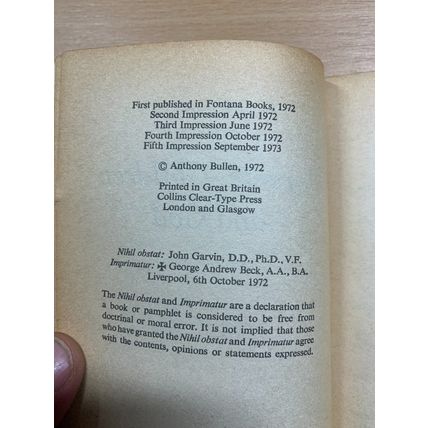 First published in Fontana Books, 1972
Second Impression April 1972
Third Impression June 1972
Fourth Impression October 1972
Fifth Impression September 1973
© Anthony Bullen, 1972
Printed in Great Britain
Collins Clear-Type Press
London and Glasgow
Nihil obstat: John Garvin, D.D., Ph.D., V.F.
Imprimatur: ✠ George Andrew Beck, A.A., B.A.
Liverpool, 6th October 1972
The Nihil obstat and Imprimatur are a declaration that
a book or pamphlet is considered to be free from
doctrinal or moral error. It is not implied that those
who have granted the Nihil obstat and Imprimatur agree
with the contents, opinions or statements expressed.